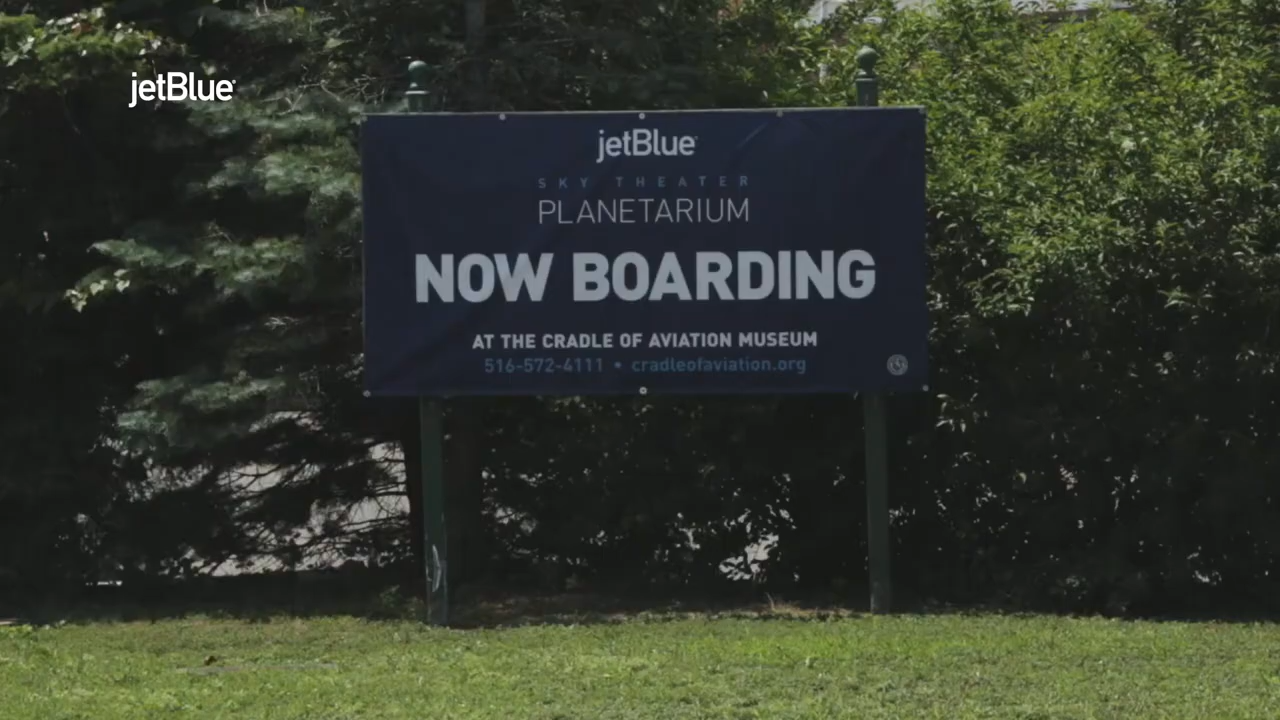 jetBlue
jetBlue
SKY THEATER
PLANETARIUM
NOW BOARDING
AT THE CRADLE OF AVIATION MUSEUM
516-572-4111 • cradleofaviation.org